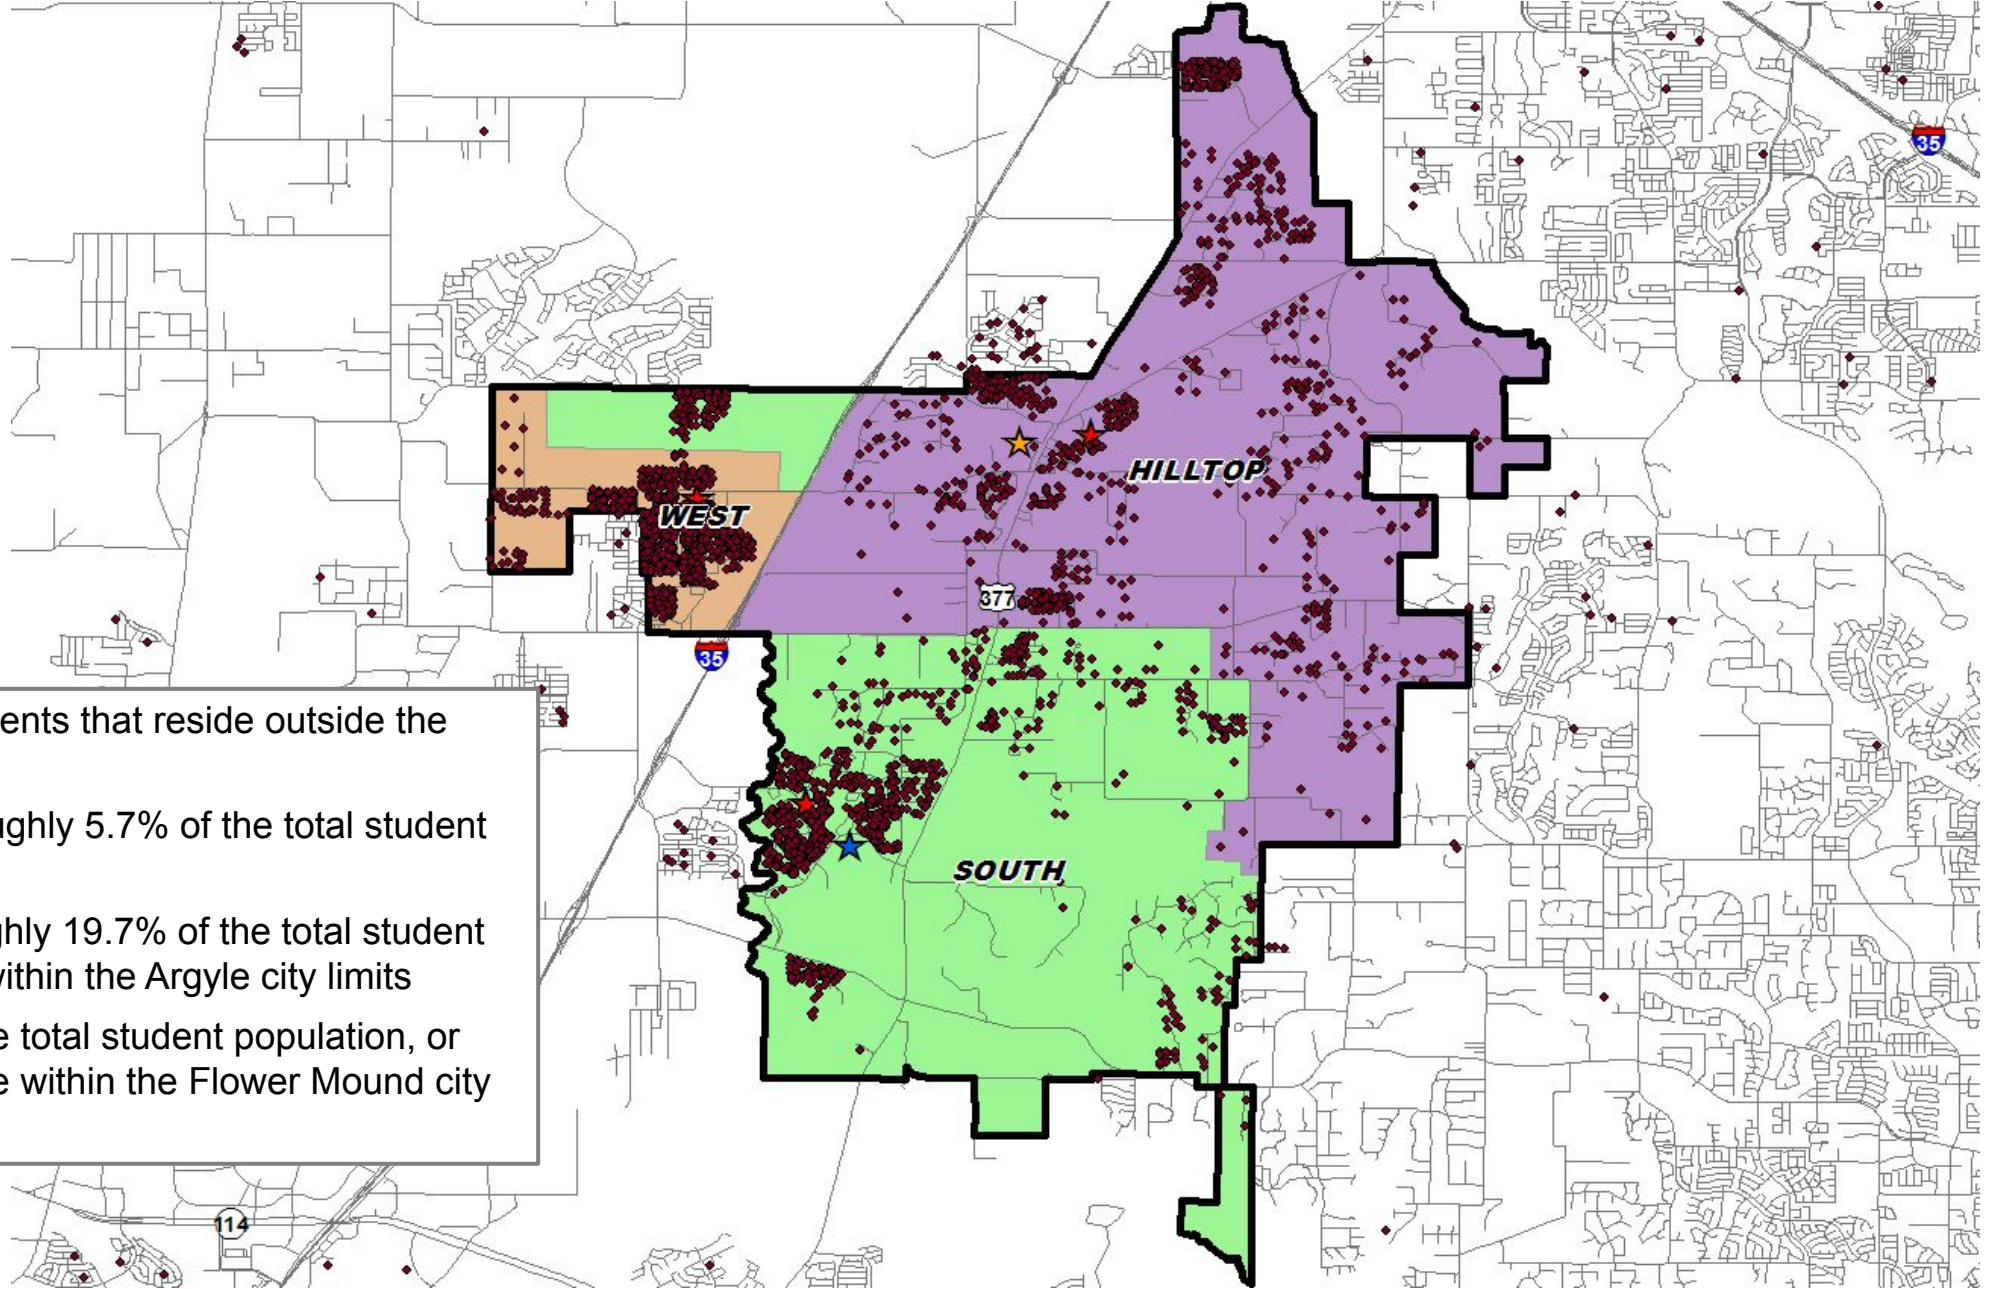 35
HILLTOP
WEST
377
35
ents that reside outside the
ughly 5.7% of the total student
ghly 19.7% of the total student
within the Argyle city limits
e total student population, or
e within the Flower Mound city
SOUTH
114